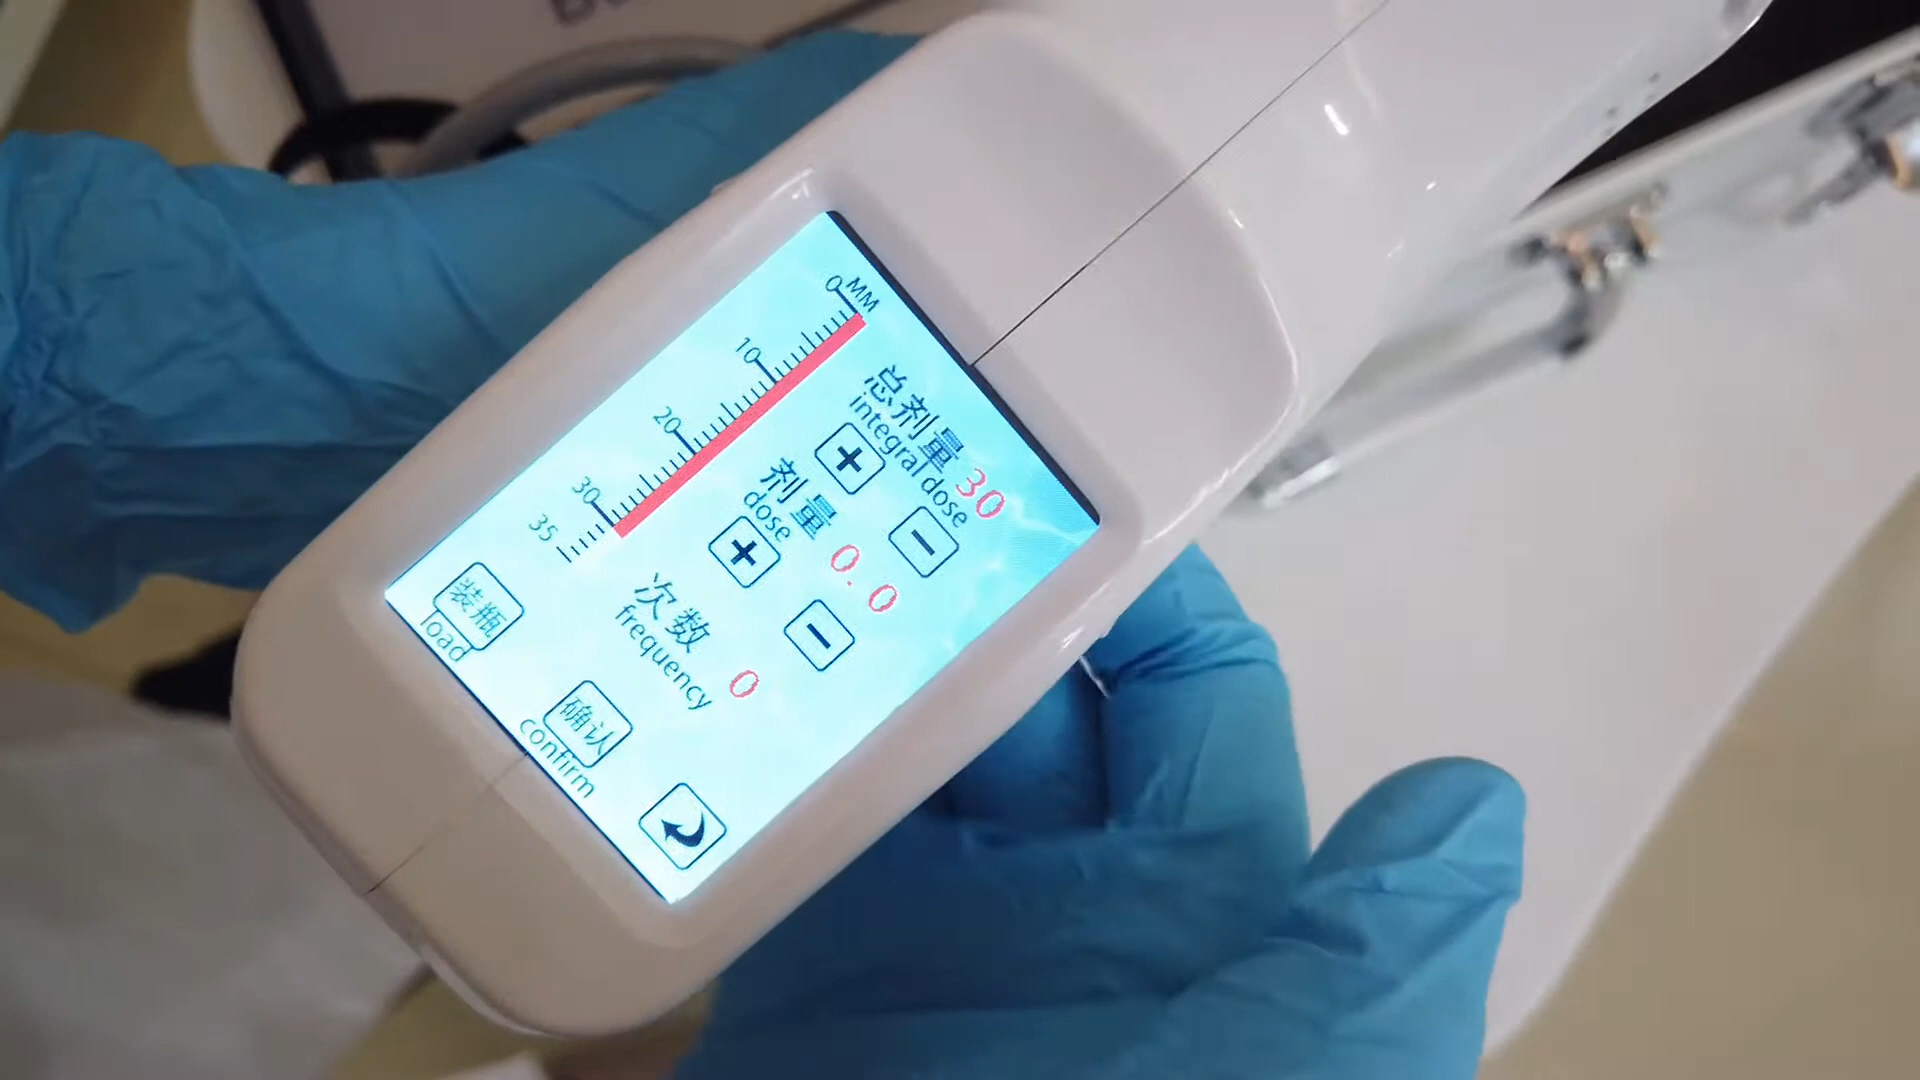 MM
0
10
20
30
35
总剂量 30
integral dose
+
−
剂量 0.0
dose
+
−
次数 0
frequency
装瓶
load
确认
confirm